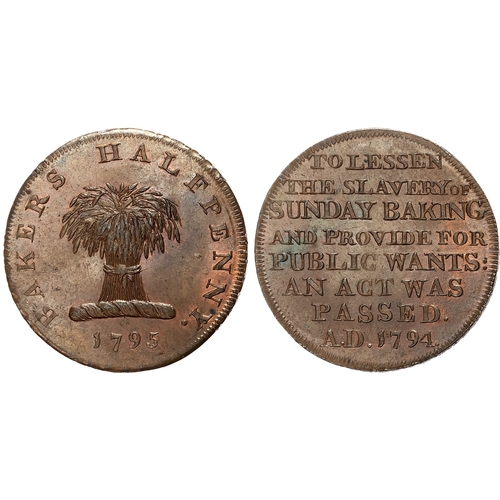 BAKERS HALFPENNY.
1795
TO LESSEN
THE SLAVERY OF
SUNDAY BAKING
AND PROVIDE FOR
PUBLIC WANTS:
AN ACT WAS
PASSED.
A.D. 1794.